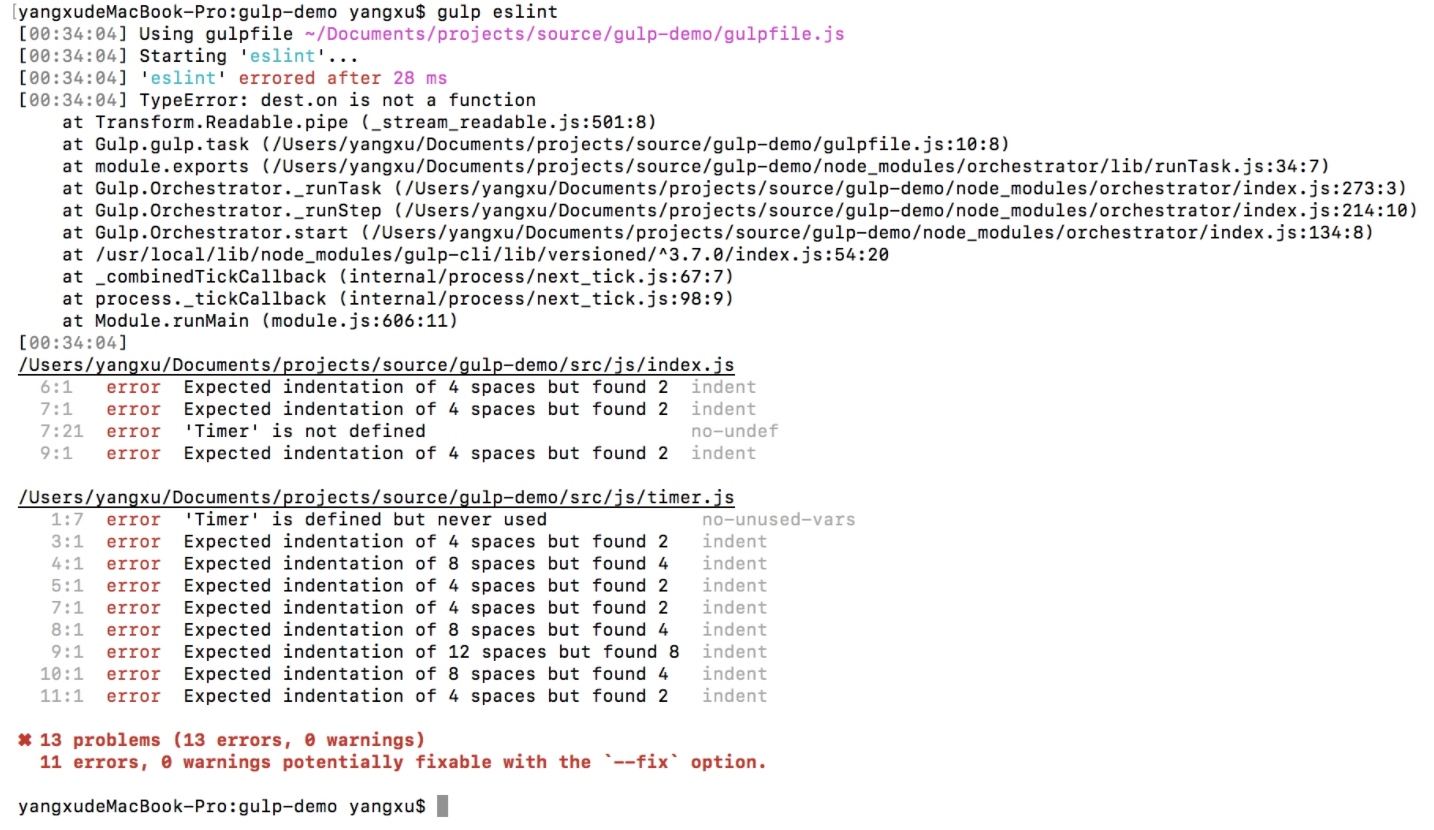 [yangxudeMacBook-Pro:gulp-demo yangxu$ gulp eslint
[00:34:04] Using gulpfile ~/Documents/projects/source/gulp-demo/gulpfile.js
[00:34:04] Starting 'eslint'...
[00:34:04] 'eslint' errored after 28 ms
[00:34:04] TypeError: dest.on is not a function
    at Transform.Readable.pipe (_stream_readable.js:501:8)
    at Gulp.gulp.task (/Users/yangxu/Documents/projects/source/gulp-demo/gulpfile.js:10:8)
    at module.exports (/Users/yangxu/Documents/projects/source/gulp-demo/node_modules/orchestrator/lib/runTask.js:34:7)
    at Gulp.Orchestrator._runTask (/Users/yangxu/Documents/projects/source/gulp-demo/node_modules/orchestrator/index.js:273:3)
    at Gulp.Orchestrator._runStep (/Users/yangxu/Documents/projects/source/gulp-demo/node_modules/orchestrator/index.js:214:10)
    at Gulp.Orchestrator.start (/Users/yangxu/Documents/projects/source/gulp-demo/node_modules/orchestrator/index.js:134:8)
    at /usr/local/lib/node_modules/gulp-cli/lib/versioned/^3.7.0/index.js:54:20
    at _combinedTickCallback (internal/process/next_tick.js:67:7)
    at process._tickCallback (internal/process/next_tick.js:98:9)
    at Module.runMain (module.js:606:11)
[00:34:04]
/Users/yangxu/Documents/projects/source/gulp-demo/src/js/index.js
  6:1   error  Expected indentation of 4 spaces but found 2  indent
  7:1   error  Expected indentation of 4 spaces but found 2  indent
  7:21  error  'Timer' is not defined                        no-undef
  9:1   error  Expected indentation of 4 spaces but found 2  indent

/Users/yangxu/Documents/projects/source/gulp-demo/src/js/timer.js
   1:7  error  'Timer' is defined but never used              no-unused-vars
   3:1  error  Expected indentation of 4 spaces but found 2   indent
   4:1  error  Expected indentation of 8 spaces but found 4   indent
   5:1  error  Expected indentation of 4 spaces but found 2   indent
   7:1  error  Expected indentation of 4 spaces but found 2   indent
   8:1  error  Expected indentation of 8 spaces but found 4   indent
   9:1  error  Expected indentation of 12 spaces but found 8  indent
  10:1  error  Expected indentation of 8 spaces but found 4   indent
  11:1  error  Expected indentation of 4 spaces but found 2   indent

✖ 13 problems (13 errors, 0 warnings)
  11 errors, 0 warnings potentially fixable with the `--fix` option.

yangxudeMacBook-Pro:gulp-demo yangxu$